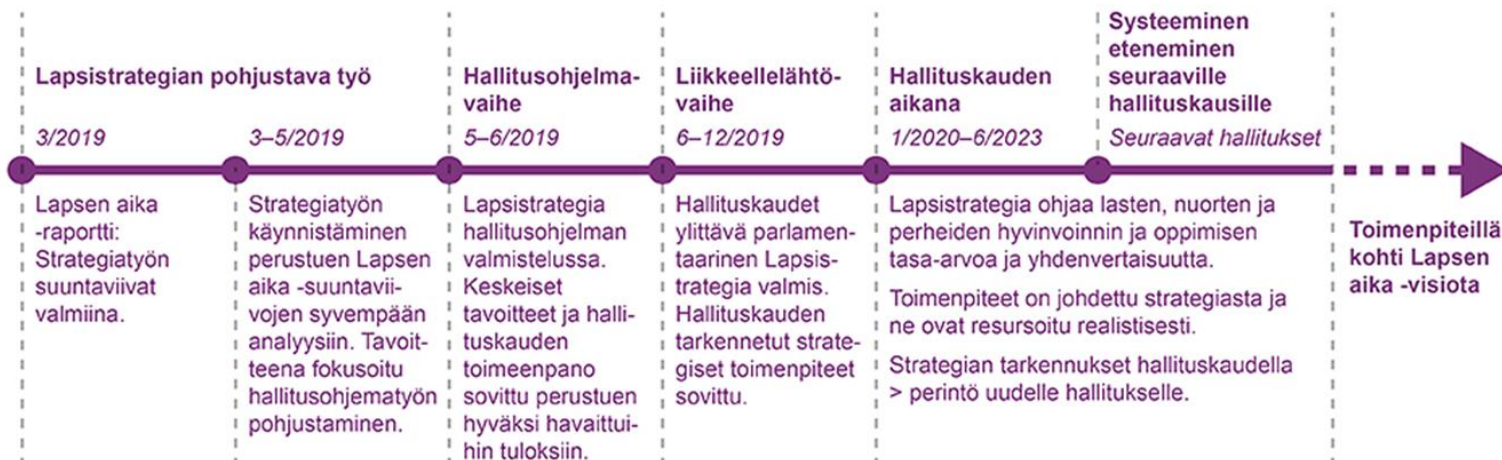 Lapsistrategian pohjustava työ
3/2019
Lapsen aika
-raportti:
Strategiatyön
suuntaviivat
valmiina.
3–5/2019
Strategiatyön
käynnistäminen
perustuen Lapsen
aika -suuntavii-
vojen syvempään
analyysiin. Tavoit-
teena fokusoitu
hallitusohjematyön
pohjustaminen.
Hallitusohjelma-
vaihe
5–6/2019
Lapsistrategia
hallitusohjelman
valmistelussa.
Keskeiset
tavoitteet ja halli-
tuskauden
toimeenpano
sovittu perustuen
hyväksi havaittui-
hin tuloksiin.
Liikkeellelähtö-
vaihe
6–12/2019
Hallituskaudet
ylittävä parlamen-
taarinen Lapsis-
trategia valmis.
Hallituskauden
tarkennetut strate-
giset toimenpiteet
sovittu.
Hallituskauden
aikana
1/2020–6/2023
Systeeminen
eteneminen
seuraaville
hallituskausille
Seuraavat hallitukset
Lapsistrategia ohjaa lasten, nuorten ja
perheiden hyvinvoinnin ja oppimisen
tasa-arvoa ja yhdenvertaisuutta.
Toimenpiteet on johdettu strategiasta ja
ne ovat resursoitu realistisesti.
Strategian tarkennukset hallituskaudella
> perintö uudelle hallitukselle.
Toimenpiteillä
kohti Lapsen
aika -visiota